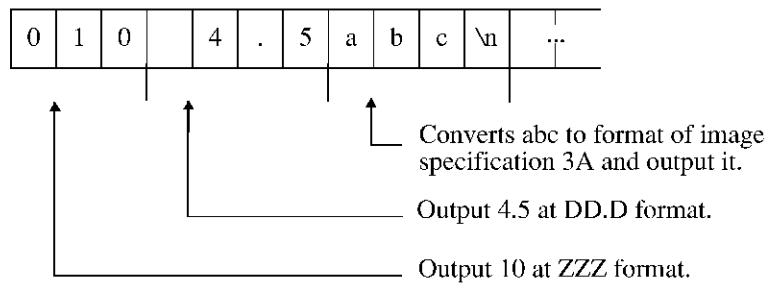 0 1 0 4 . 5 a b c \n ...
Converts abc to format of image
specification 3A and output it.
Output 4.5 at DD.D format.
Output 10 at ZZZ format.